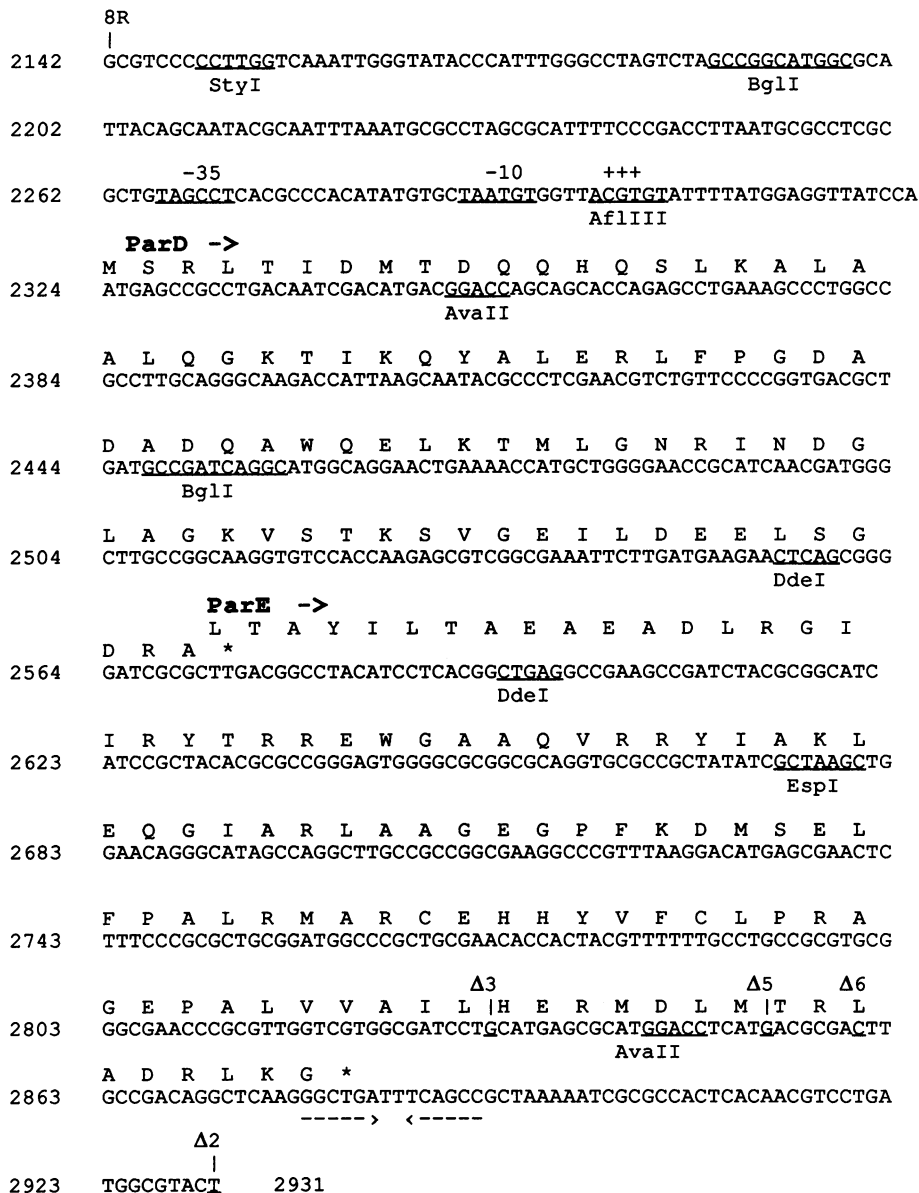 8R
|
2142 GCGTCCCCCTTGGTCAAATTGGGTATACCCATTTGGGCCTAGTCTAGCCGGCATGGCGCA
StyI BglI
2202 TTACAGCAATACGCAATTTAAATGCGCCTAGCGCATTTTCCCGACCTTAATGCGCCTCGC
-35 -10 +++
2262 GCTGTAGCCTCACGCCCACATATGTGCTAATGTGGTTACGTGTATTTTATGGAGGTTATCCA
AflIII
ParD ->
M S R L T I D M T D Q Q H Q S L K A L A
2324 ATGAGCCGCCTGACAATCGACATGACGGACCAGCAGCACCAGAGCCTGAAAGCCCTGGCC
AvaII
A L Q G K T I K Q Y A L E R L F P G D A
2384 GCCTTGCAGGGCAAGACCATTAAGCAATACGCCCTCGAACGTCTGTTCCCCGGTGACGCT
D A D Q A W Q E L K T M L G N R I N D G
2444 GATGCCGATCAGGCATGGCAGGAACTGAAAACCATGCTGGGGAACCGCATCAACGATGGG
BglI
L A G K V S T K S V G E I L D E E L S G
2504 CTTGCCGGCAAGGTGTCCACCAAGAGCGTCGGCGAAATTCTTGATGAAGAACTCAGCGGG
DdeI
ParE ->
L T A Y I L T A E A E A D L R G I
D R A *
2564 GATCGCGCTTGACGGCCTACATCCTCACGGCTGAGGCCGAAGCCGATCTACGCGGCATC
DdeI
I R Y T R R E W G A A Q V R R Y I A K L
2623 ATCCGCTACACGCGCCGGGAGTGGGGCGCGGCGCAGGTGCGCCGCTATATCGCTAAGCTG
EspI
E Q G I A R L A A G E G P F K D M S E L
2683 GAACAGGGCATAGCCAGGCTTGCCGCCGGCGAAGGCCCGTTTAAGGACATGAGCGAACTC
F P A L R M A R C E H H Y V F C L P R A
2743 TTTCCCGCGCTGCGGATGGCCCGCTGCGAACACCACTACGTTTTTTGCCTGCCGCGTGCG
Δ3 Δ5 Δ6
G E P A L V V A I L|H E R M D L M|T R L
2803 GGCGAACCCGCGTTGGTCGTGGCGATCCTGCATGAGCGCATGGACCTCATGACGCGACTT
AvaII
A D R L K G *
2863 GCCGACAGGCTCAAGGGCTGATTTCAGCCGCTAAAAATCGCGCCACTCACAACGTCCTGA
-----> <-----
Δ2
|
2923 TGGCGTACT 2931